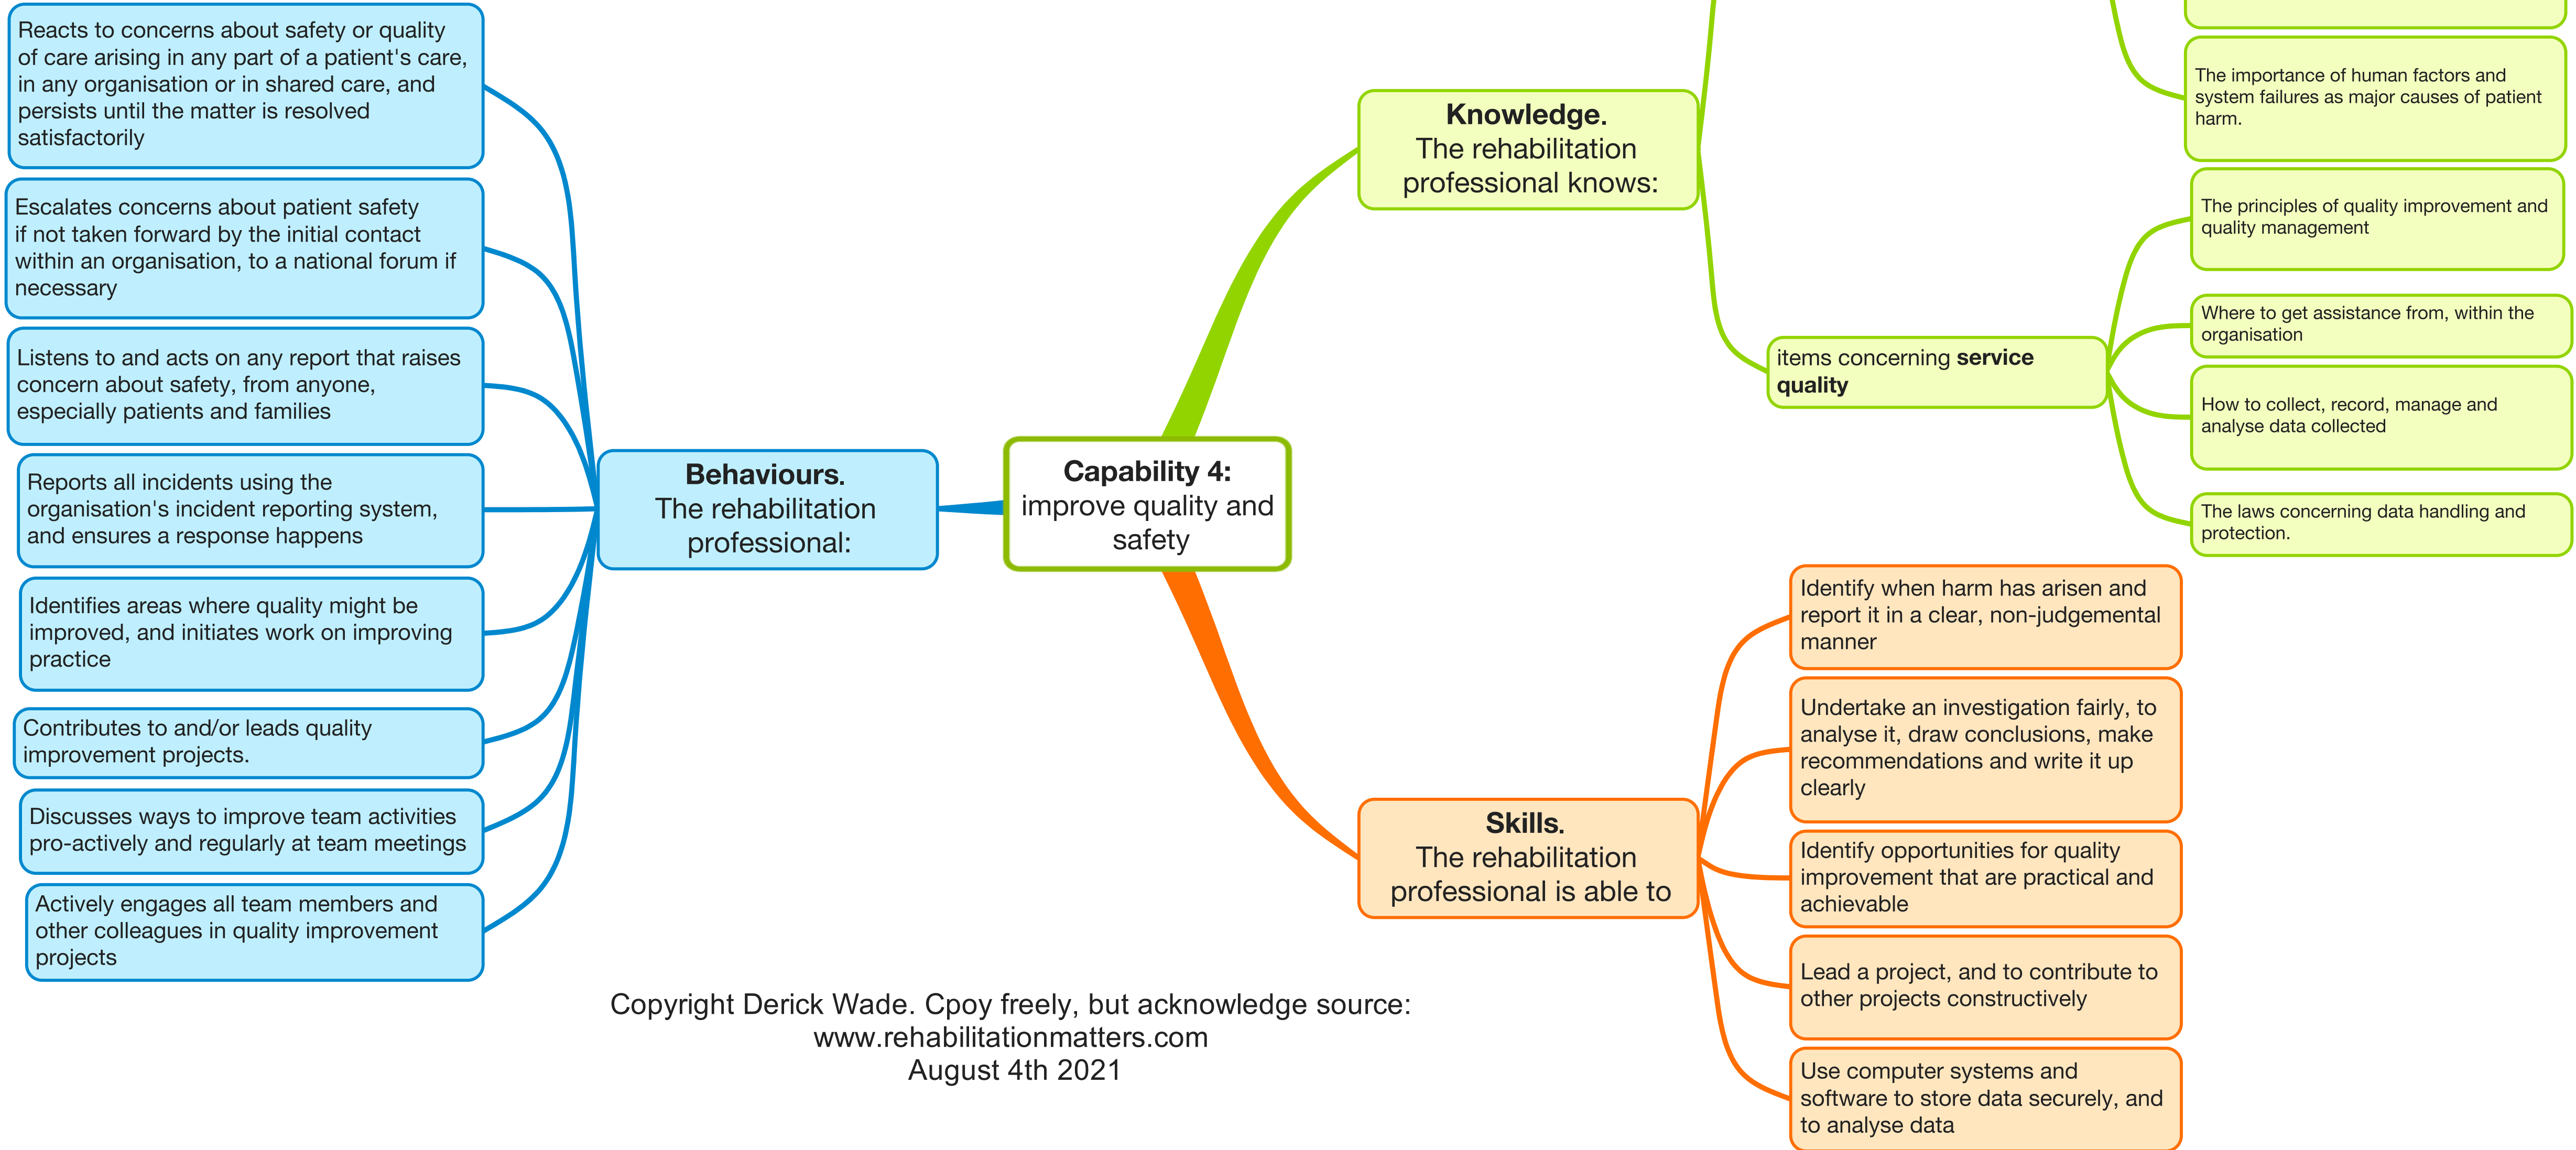 Reacts to concerns about safety or quality
of care arising in any part of a patient's care,
in any organisation or in shared care, and
persists until the matter is resolved
satisfactorily
Escalates concerns about patient safety
if not taken forward by the initial contact
within an organisation, to a national forum if
necessary
Listens to and acts on any report that raises
concern about safety, from anyone,
especially patients and families
Reports all incidents using the
organisation's incident reporting system,
and ensures a response happens
Identifies areas where quality might be
improved, and initiates work on improving
practice
Contributes to and/or leads quality
improvement projects.
Discusses ways to improve team activities
pro-actively and regularly at team meetings
Actively engages all team members and
other colleagues in quality improvement
projects
Behaviours.
The rehabilitation
professional:
Capability 4:
improve quality and
safety
Knowledge.
The rehabilitation
professional knows:
The importance of human factors and
system failures as major causes of patient
harm.
items concerning service
quality
The principles of quality improvement and
quality management
Where to get assistance from, within the
organisation
How to collect, record, manage and
analyse data collected
The laws concerning data handling and
protection.
Skills.
The rehabilitation
professional is able to
Identify when harm has arisen and
report it in a clear, non-judgemental
manner
Undertake an investigation fairly, to
analyse it, draw conclusions, make
recommendations and write it up
clearly
Identify opportunities for quality
improvement that are practical and
achievable
Lead a project, and to contribute to
other projects constructively
Use computer systems and
software to store data securely, and
to analyse data
Copyright Derick Wade. Cpoy freely, but acknowledge source:
www.rehabilitationmatters.com
August 4th 2021